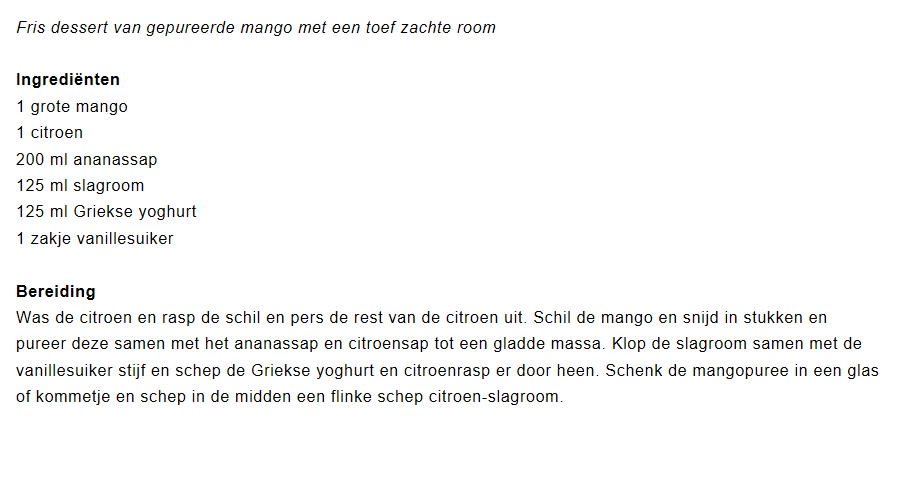 Fris dessert van gepureerde mango met een toef zachte room
Ingrediënten
1 grote mango
1 citroen
200 ml ananassap
125 ml slagroom
125 ml Griekse yoghurt
1 zakje vanillesuiker
Bereiding
Was de citroen en rasp de schil en pers de rest van de citroen uit. Schil de mango en snijd in stukken en
pureer deze samen met het ananassap en citroensap tot een gladde massa. Klop de slagroom samen met de
vanillesuiker stijf en schep de Griekse yoghurt en citroenrasp er door heen. Schenk de mangopuree in een glas
of kommetje en schep in de midden een flinke schep citroen-slagroom.